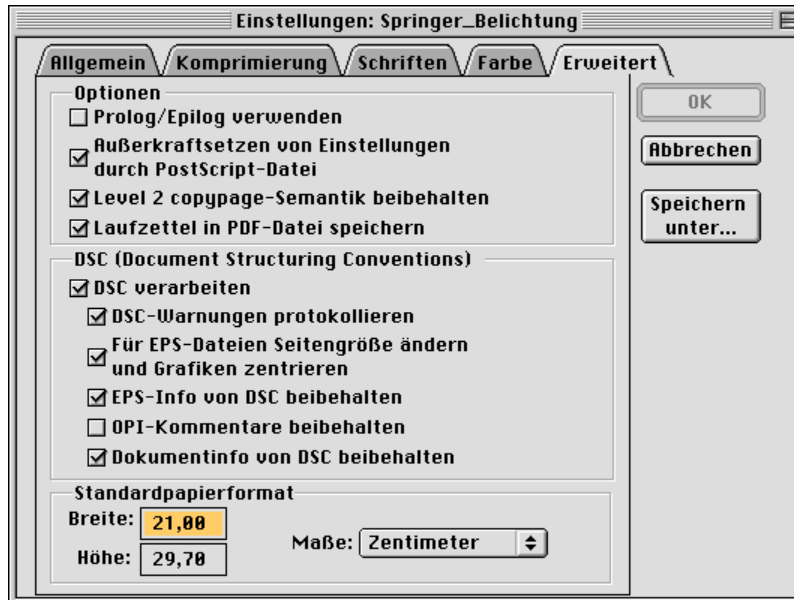 Einstellungen: Springer_Belichtung
Allgemein Komprimierung Schriften Farbe Erweitert
Optionen
Prolog/Epilog verwenden
Außerkraftsetzen von Einstellungen
durch PostScript-Datei
Level 2 copypage-Semantik beibehalten
Laufzettel in PDF-Datei speichern
DSC (Document Structuring Conventions)
DSC verarbeiten
DSC-Warnungen protokollieren
Für EPS-Dateien Seitengröße ändern
und Grafiken zentrieren
EPS-Info von DSC beibehalten
OPI-Kommentare beibehalten
Dokumentinfo von DSC beibehalten
Standardpapierformat
Breite: 21,00
Höhe: 29,70
Maße: Zentimeter
OK
Abbrechen
Speichern
unter...